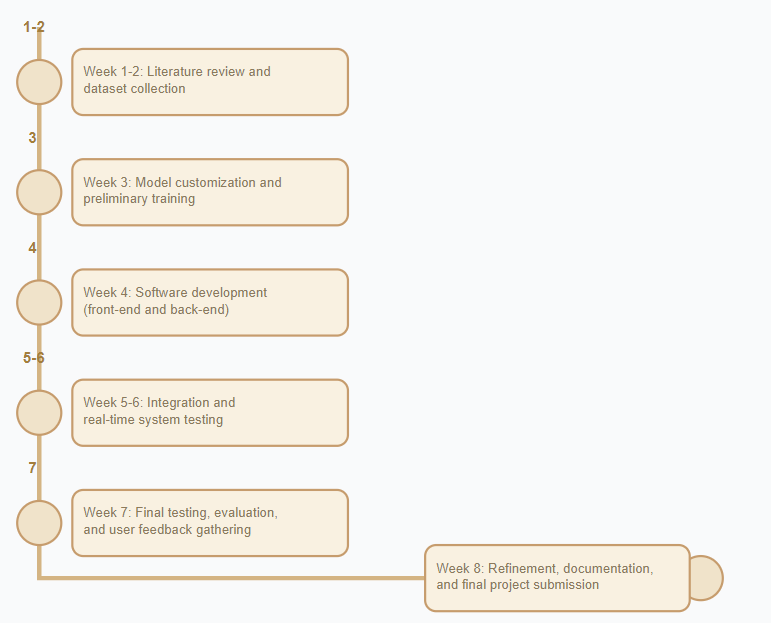 1-2
Week 1-2: Literature review and
dataset collection
3
Week 3: Model customization and
preliminary training
4
Week 4: Software development
(front-end and back-end)
5-6
Week 5-6: Integration and
real-time system testing
7
Week 7: Final testing, evaluation,
and user feedback gathering
Week 8: Refinement, documentation,
and final project submission